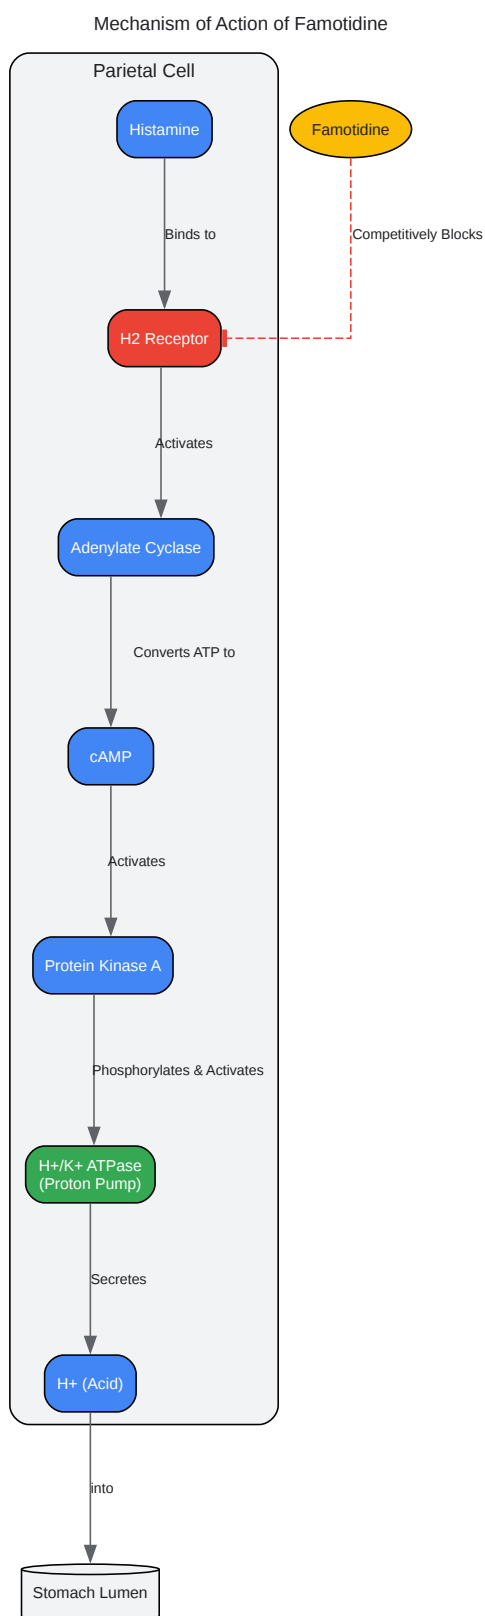 Mechanism of Action of Famotidine
Parietal Cell
Histamine
Famotidine
Binds to
Competitively Blocks
H2 Receptor
Activates
Adenylate Cyclase
Converts ATP to
cAMP
Activates
Protein Kinase A
Phosphorylates & Activates
H+/K+ ATPase
(Proton Pump)
Secretes
H+ (Acid)
into
Stomach Lumen